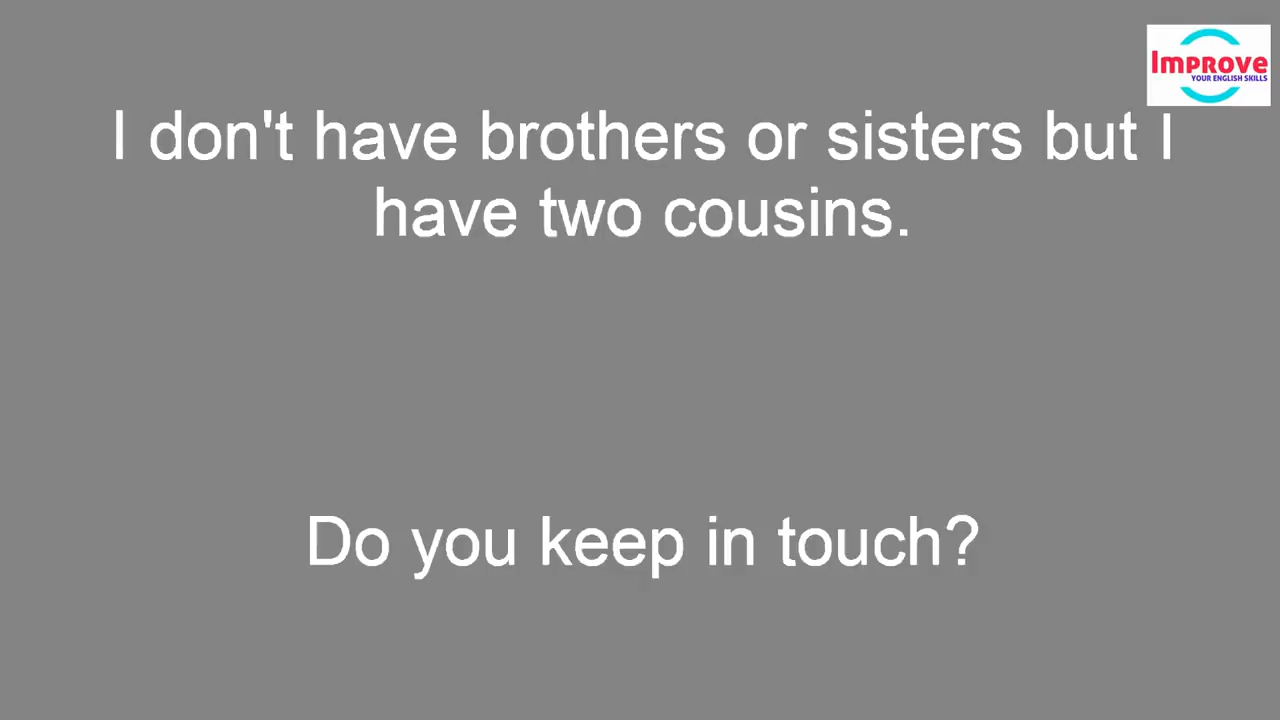 Improve
YOUR ENGLISH SKILLS
I don't have brothers or sisters but I
have two cousins.
Do you keep in touch?